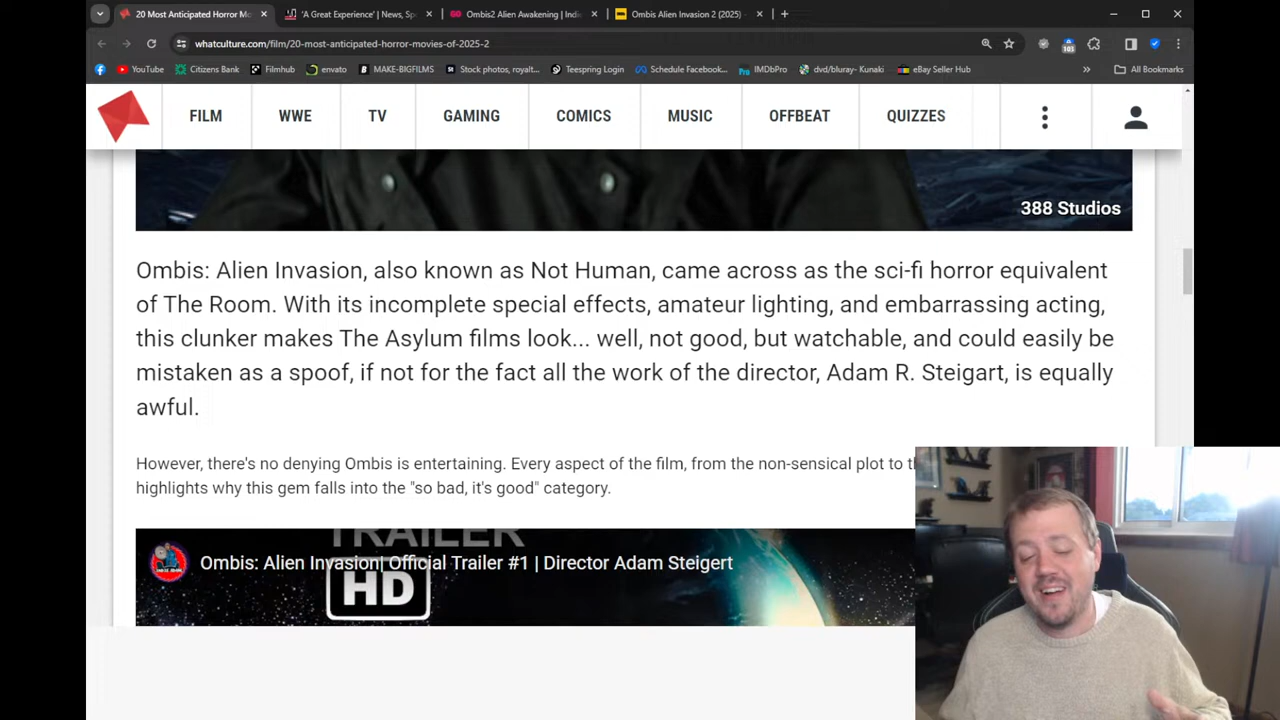 20 Most Anticipated Horror Mo
'A Great Experience' | News, Spo
Ombis2 Alien Awakening | Indi
Ombis Alien Invasion 2 (2025) -
whatculture.com/film/20-most-anticipated-horror-movies-of-2025-2
103
YouTube
Citizens Bank
Filmhub
envato
MAKE-BIGFILMS
Stock photos, royalt...
Teespring Login
Schedule Facebook...
IMDbPro
dvd/bluray- Kunaki
eBay Seller Hub
All Bookmarks
FILM
WWE
TV
GAMING
COMICS
MUSIC
OFFBEAT
QUIZZES
388 Studios
Ombis: Alien Invasion, also known as Not Human, came across as the sci-fi horror equivalent
of The Room. With its incomplete special effects, amateur lighting, and embarrassing acting,
this clunker makes The Asylum films look... well, not good, but watchable, and could easily be
mistaken as a spoof, if not for the fact all the work of the director, Adam R. Steigart, is equally
awful.
However, there's no denying Ombis is entertaining. Every aspect of the film, from the non-sensical plot to
highlights why this gem falls into the "so bad, it's good" category.
TRAILER
Ombis: Alien Invasion| Official Trailer #1 | Director Adam Steigert
HD